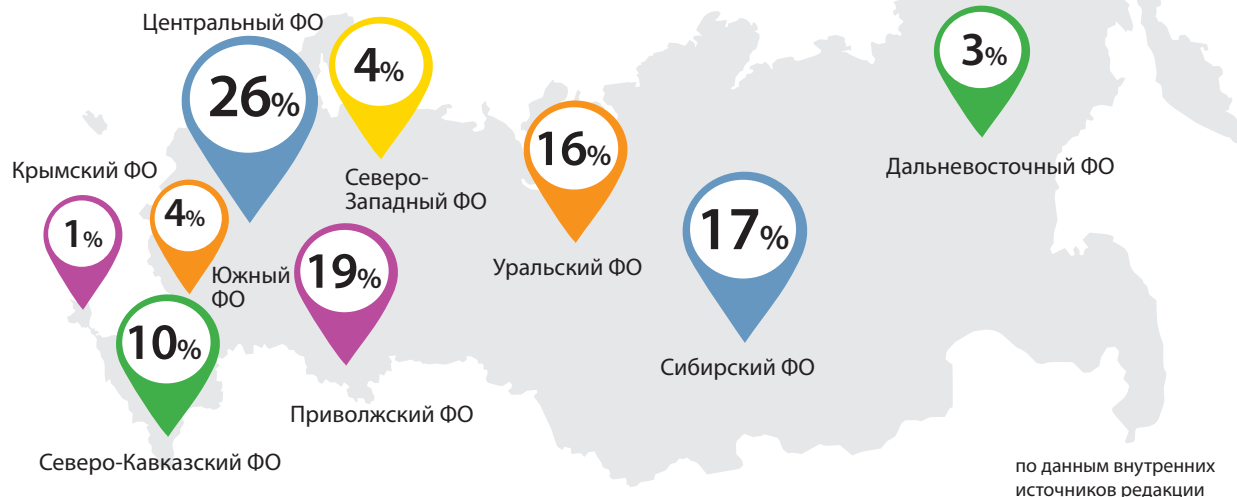 Центральный ФО
26%
4%
Северо-
Западный ФО
3%
Дальневосточный ФО
16%
Уральский ФО
Крымский ФО
1%
4%
Южный
ФО
19%
Приволжский ФО
17%
Сибирский ФО
10%
Северо-Кавказский ФО
по данным внутренних
источников редакции